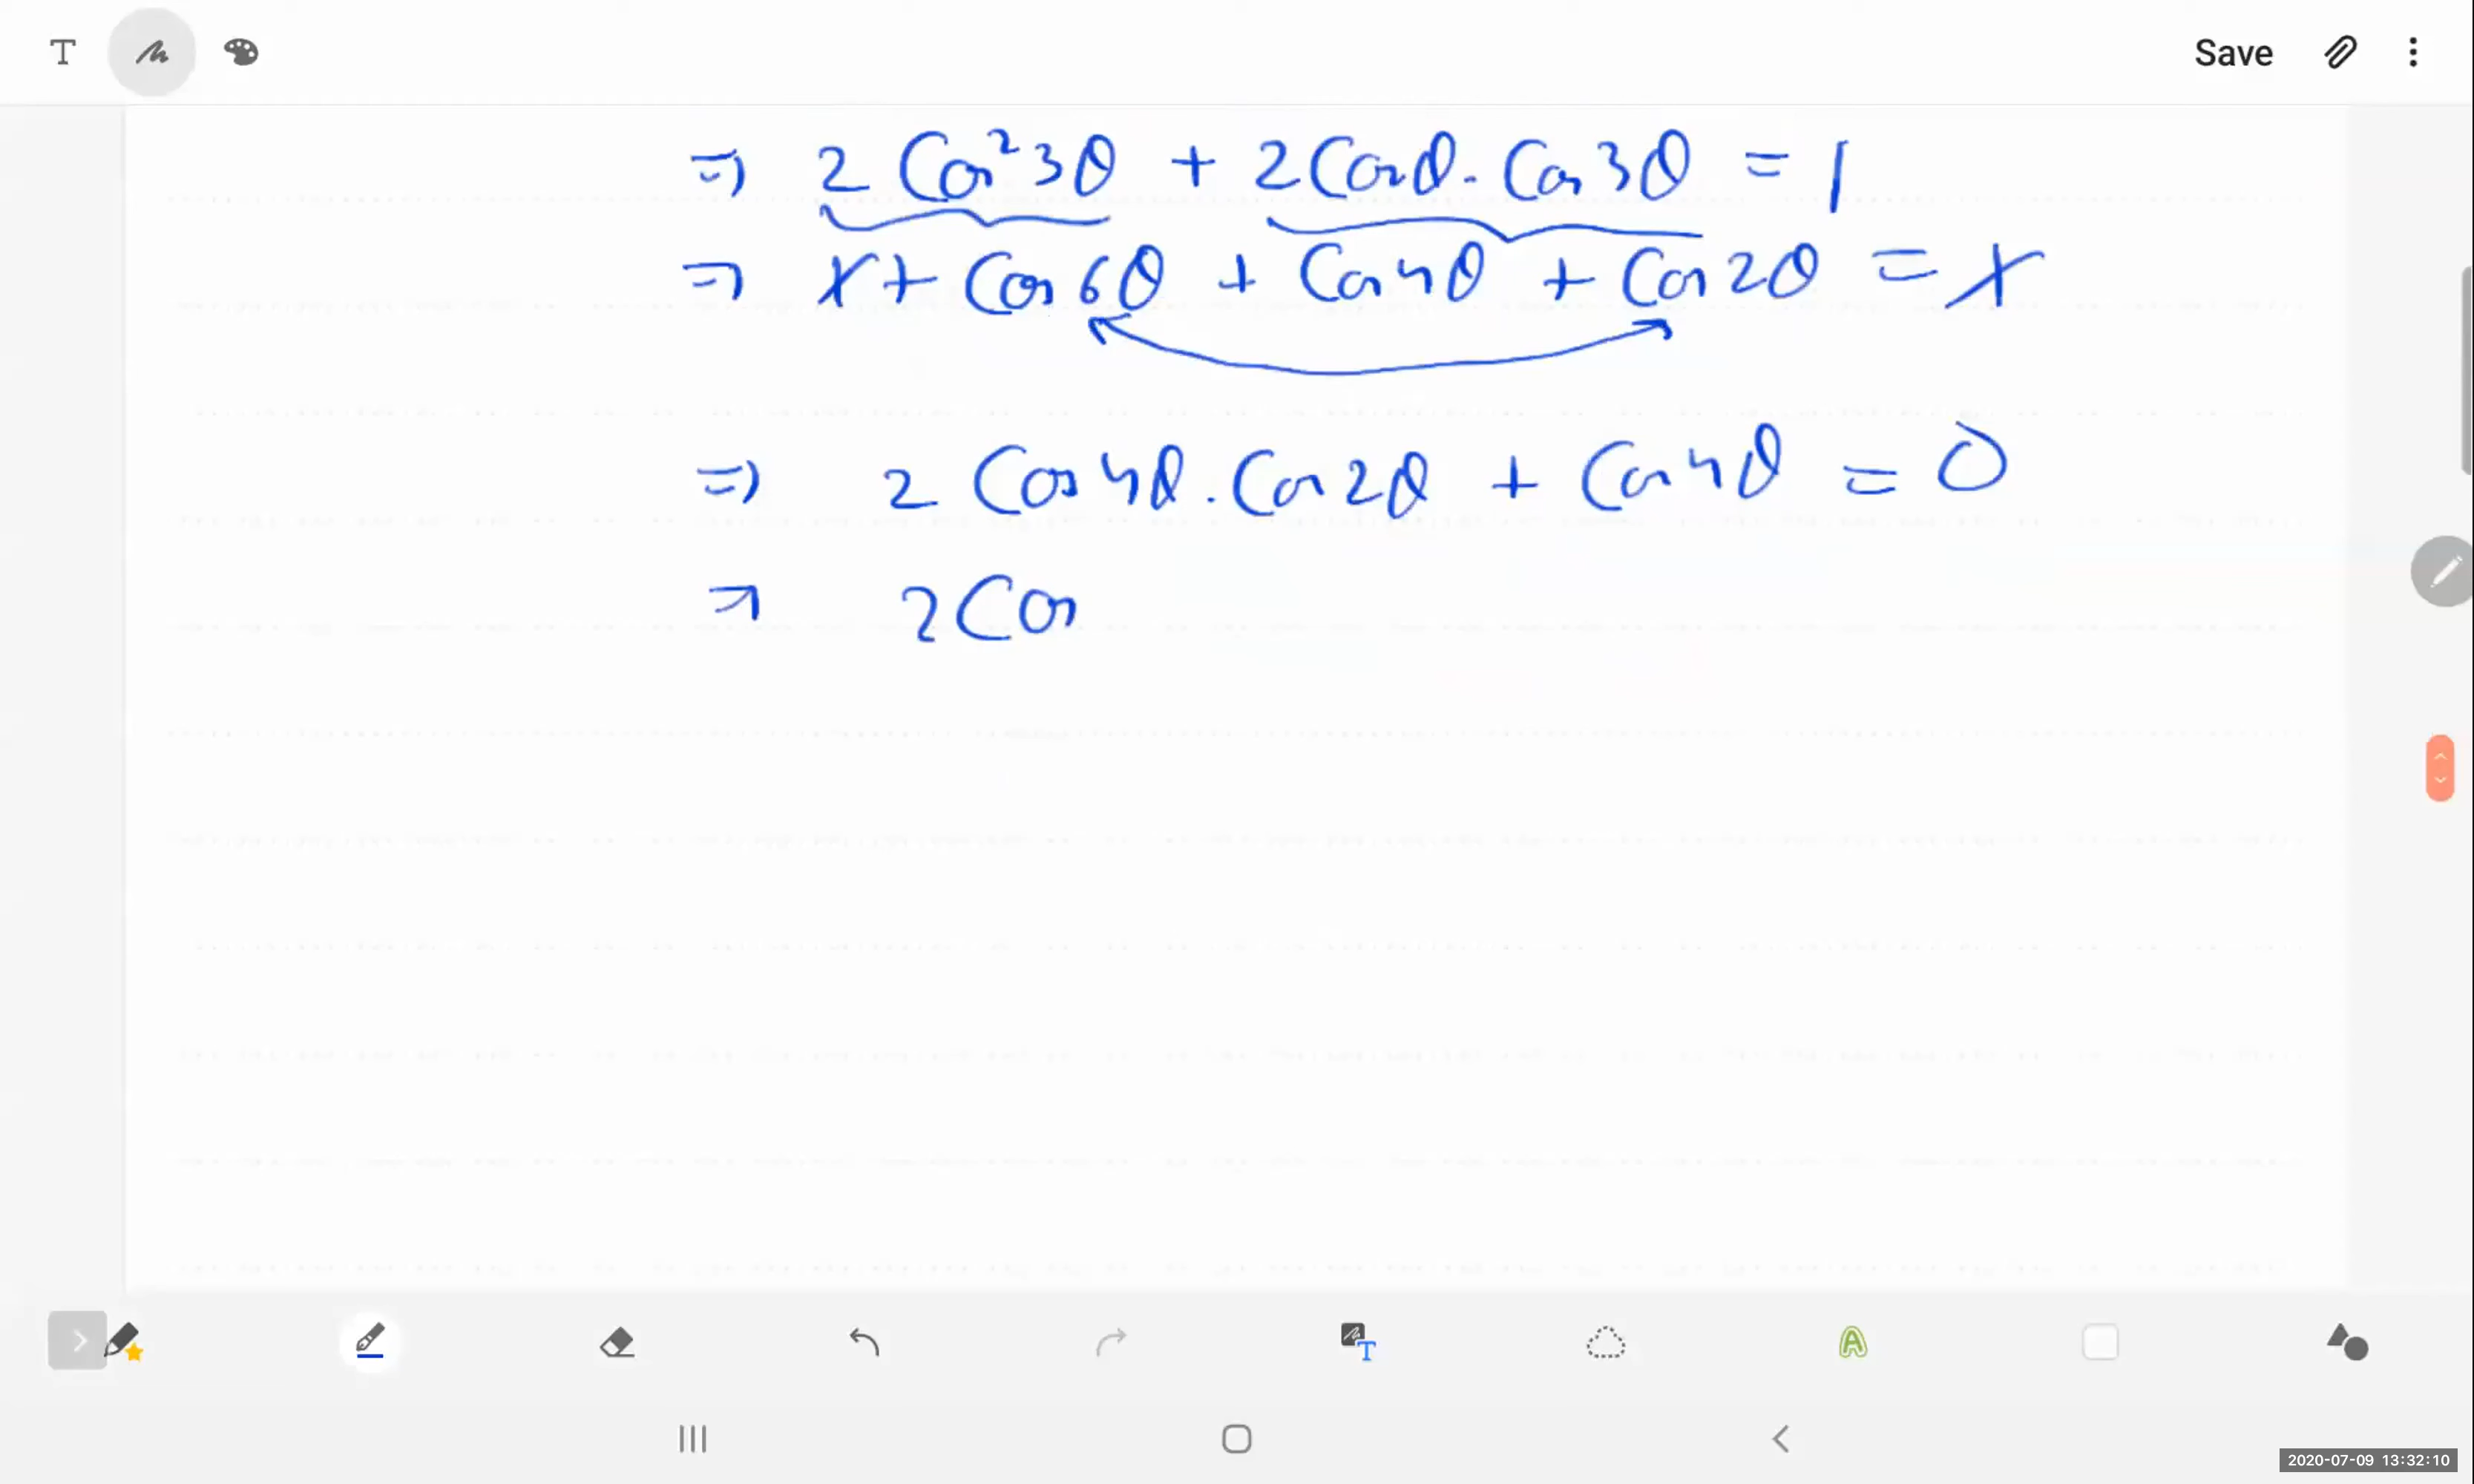 T Save
⇒ 2 Cos²3θ + 2Cosθ. Cos3θ = 1
⇒ 1 + Cos6θ + Cos4θ + Cos2θ = 1
⇒ 2 Cos4θ. Cos2θ + Cos4θ = 0
⇒ 2Cos
T A
2020-07-09 13:32:10